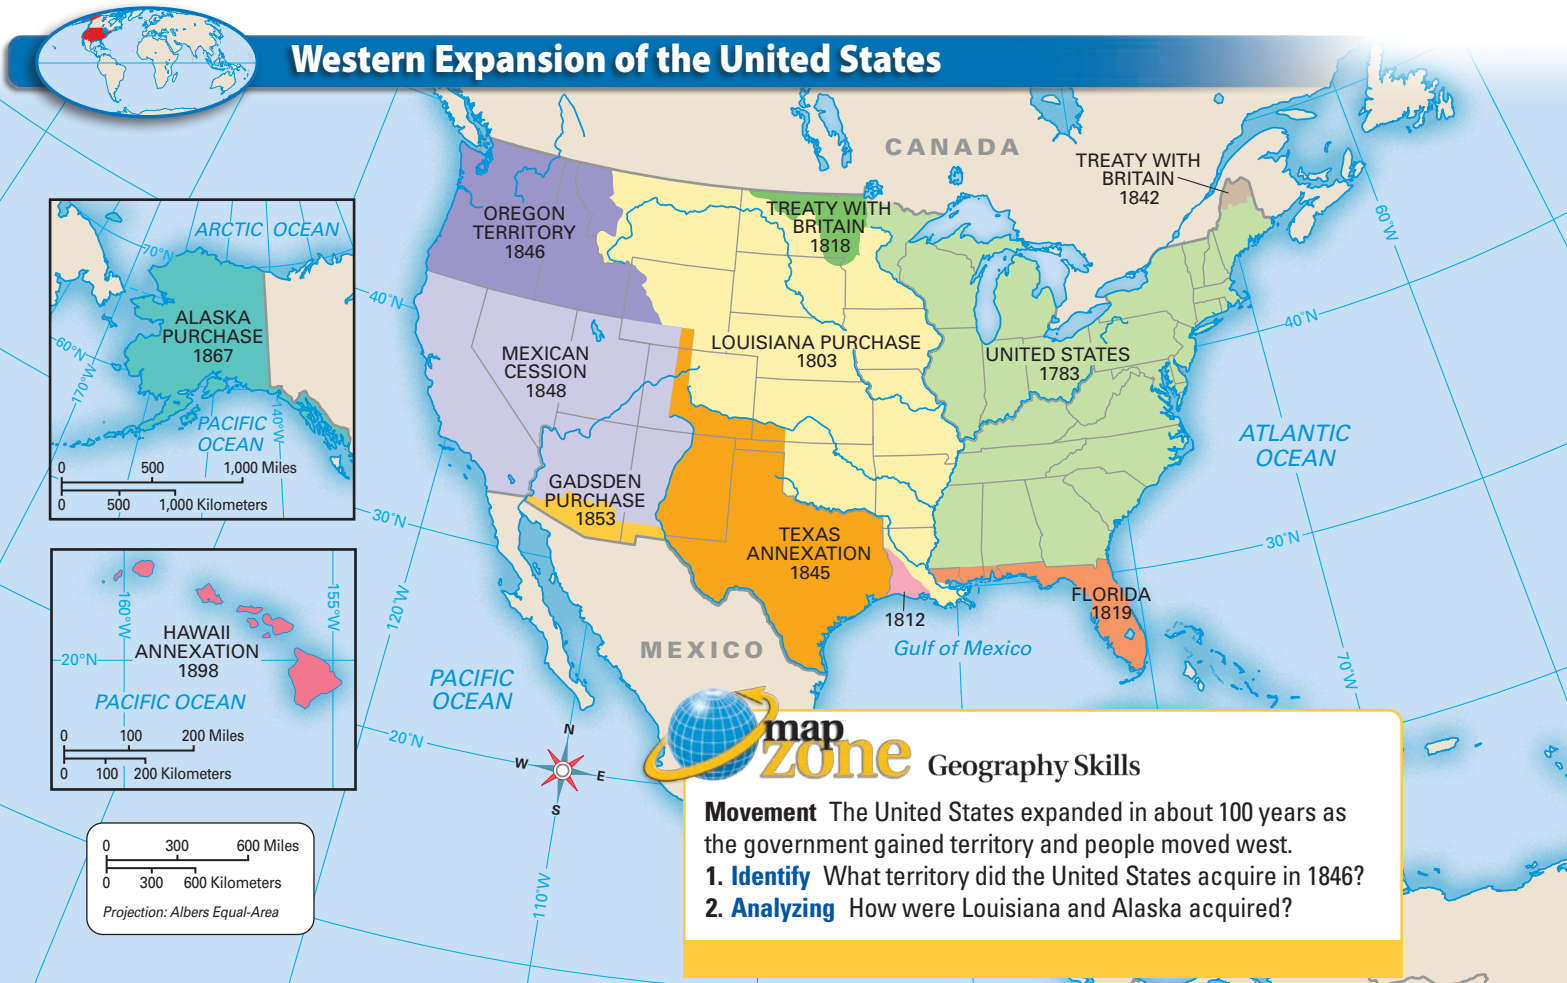 Western Expansion of the United States
CANADA
TREATY WITH
BRITAIN
1842
60°W
ARCTIC OCEAN
70°N
ALASKA
PURCHASE
1867
60°N
170°W
140°W
PACIFIC
OCEAN
0 500 1,000 Miles
0 500 1,000 Kilometers
OREGON
TERRITORY
1846
TREATY WITH
BRITAIN
1818
40°N
40°N
LOUISIANA PURCHASE
1803
UNITED STATES
1783
MEXICAN
CESSION
1848
ATLANTIC
OCEAN
GADSDEN
PURCHASE
1853
30°N
30°N
TEXAS
ANNEXATION
1845
FLORIDA
1819
1812
Gulf of Mexico
MEXICO
120°W
70°W
160°W
155°W
HAWAII
ANNEXATION
1898
20°N
PACIFIC OCEAN
0 100 200 Miles
0 100 200 Kilometers
PACIFIC
OCEAN
20°N
N
W
E
S
110°W
0 300 600 Miles
0 300 600 Kilometers
Projection: Albers Equal-Area
map
zone
Geography Skills
Movement The United States expanded in about 100 years as
the government gained territory and people moved west.
1. Identify What territory did the United States acquire in 1846?
2. Analyzing How were Louisiana and Alaska acquired?